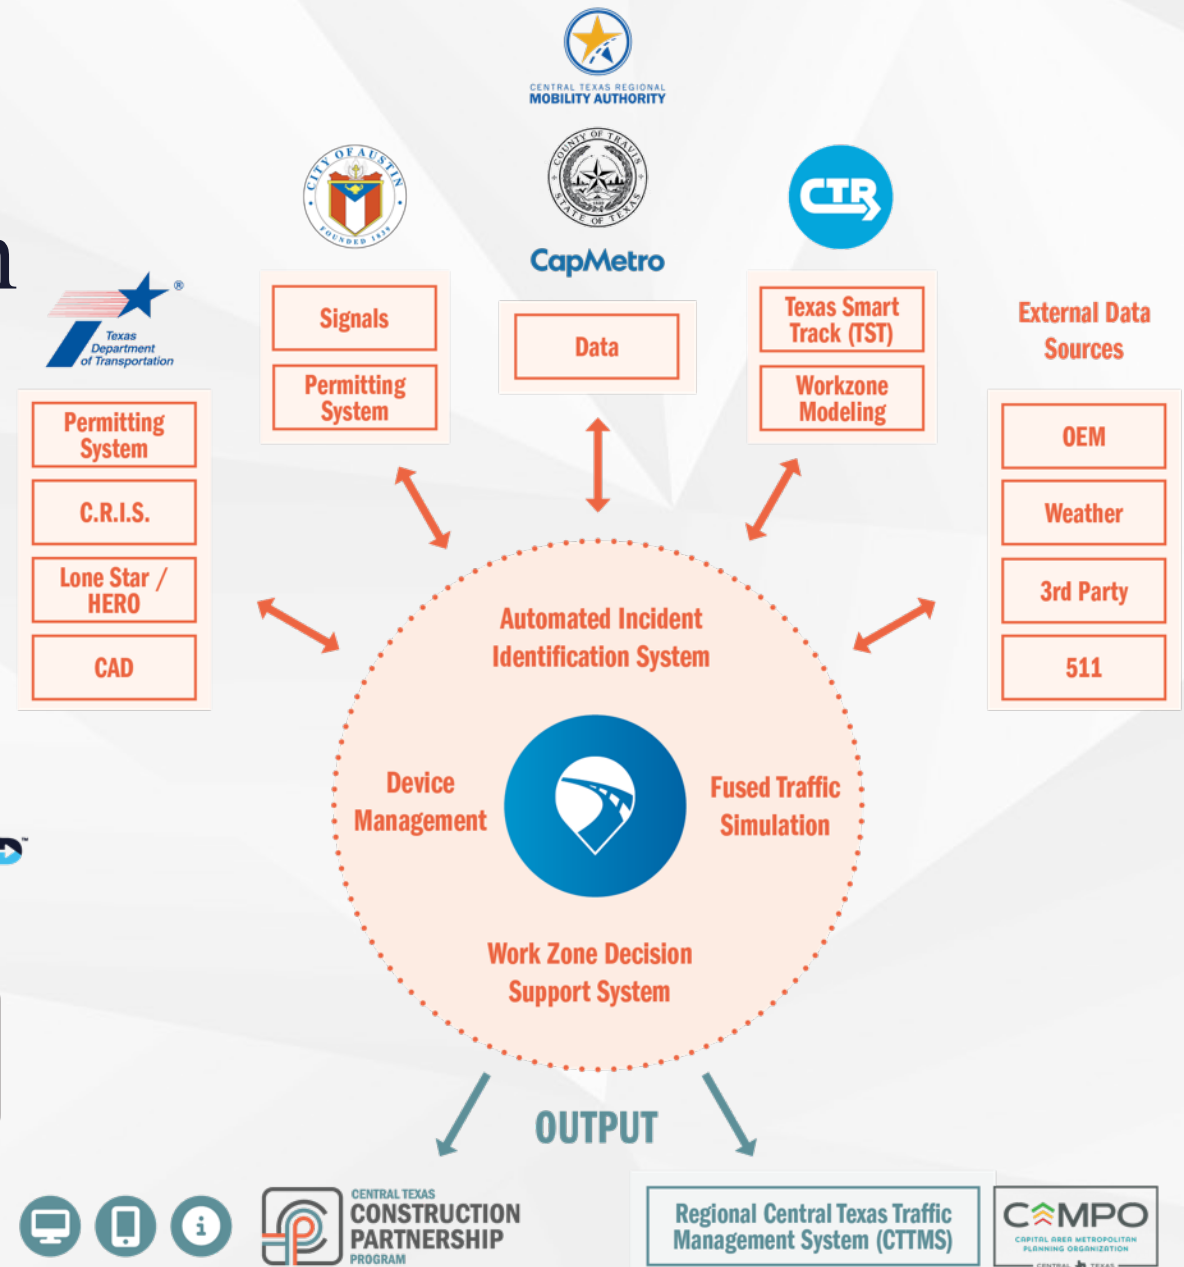 CENTRAL TEXAS REGIONAL
MOBILITY AUTHORITY
CITY OF AUSTIN
FOUNDED 1839
COUNTY OF TRAVIS
STATE OF TEXAS
CTR
CapMetro
n
®
Texas
Department
of Transportation
Permitting
System
C.R.I.S.
Lone Star /
HERO
CAD
Signals
Permitting
System
Data
Texas Smart
Track (TST)
Workzone
Modeling
External Data
Sources
OEM
Weather
3rd Party
511
Automated Incident
Identification System
Device
Management
Fused Traffic
Simulation
Work Zone Decision
Support System
™
OUTPUT
i
CENTRAL TEXAS
CONSTRUCTION
PARTNERSHIP
PROGRAM
Regional Central Texas Traffic
Management System (CTTMS)
CAMPO
CAPITAL AREA METROPOLITAN
PLANNING ORGANIZATION
CENTRAL TEXAS